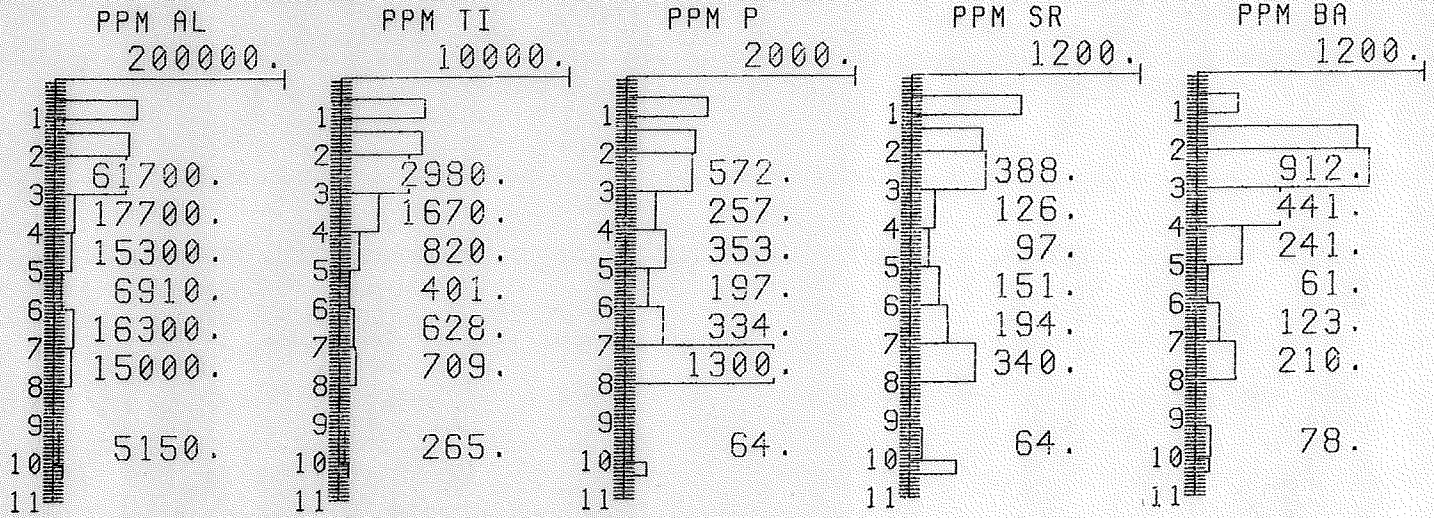 PPM AL PPM TI PPM P PPM SR PPM BA
200000. 10000. 2000. 1200. 1200.
1 1 1 1 1
2 2 2 2 2
61700. 2980. 572. 388. 912.
3 3 3 3 3
17700. 1670. 257. 126. 441.
4 4 4 4 4
15300. 820. 353. 97. 241.
5 5 5 5 5
6910. 401. 197. 151. 61.
6 6 6 6 6
16300. 628. 334. 194. 123.
7 7 7 7 7
15000. 709. 1300. 340. 210.
8 8 8 8 8
9 9 9 9 9
5150. 265. 64. 64. 78.
10 10 10 10 10
11 11 11 11 11